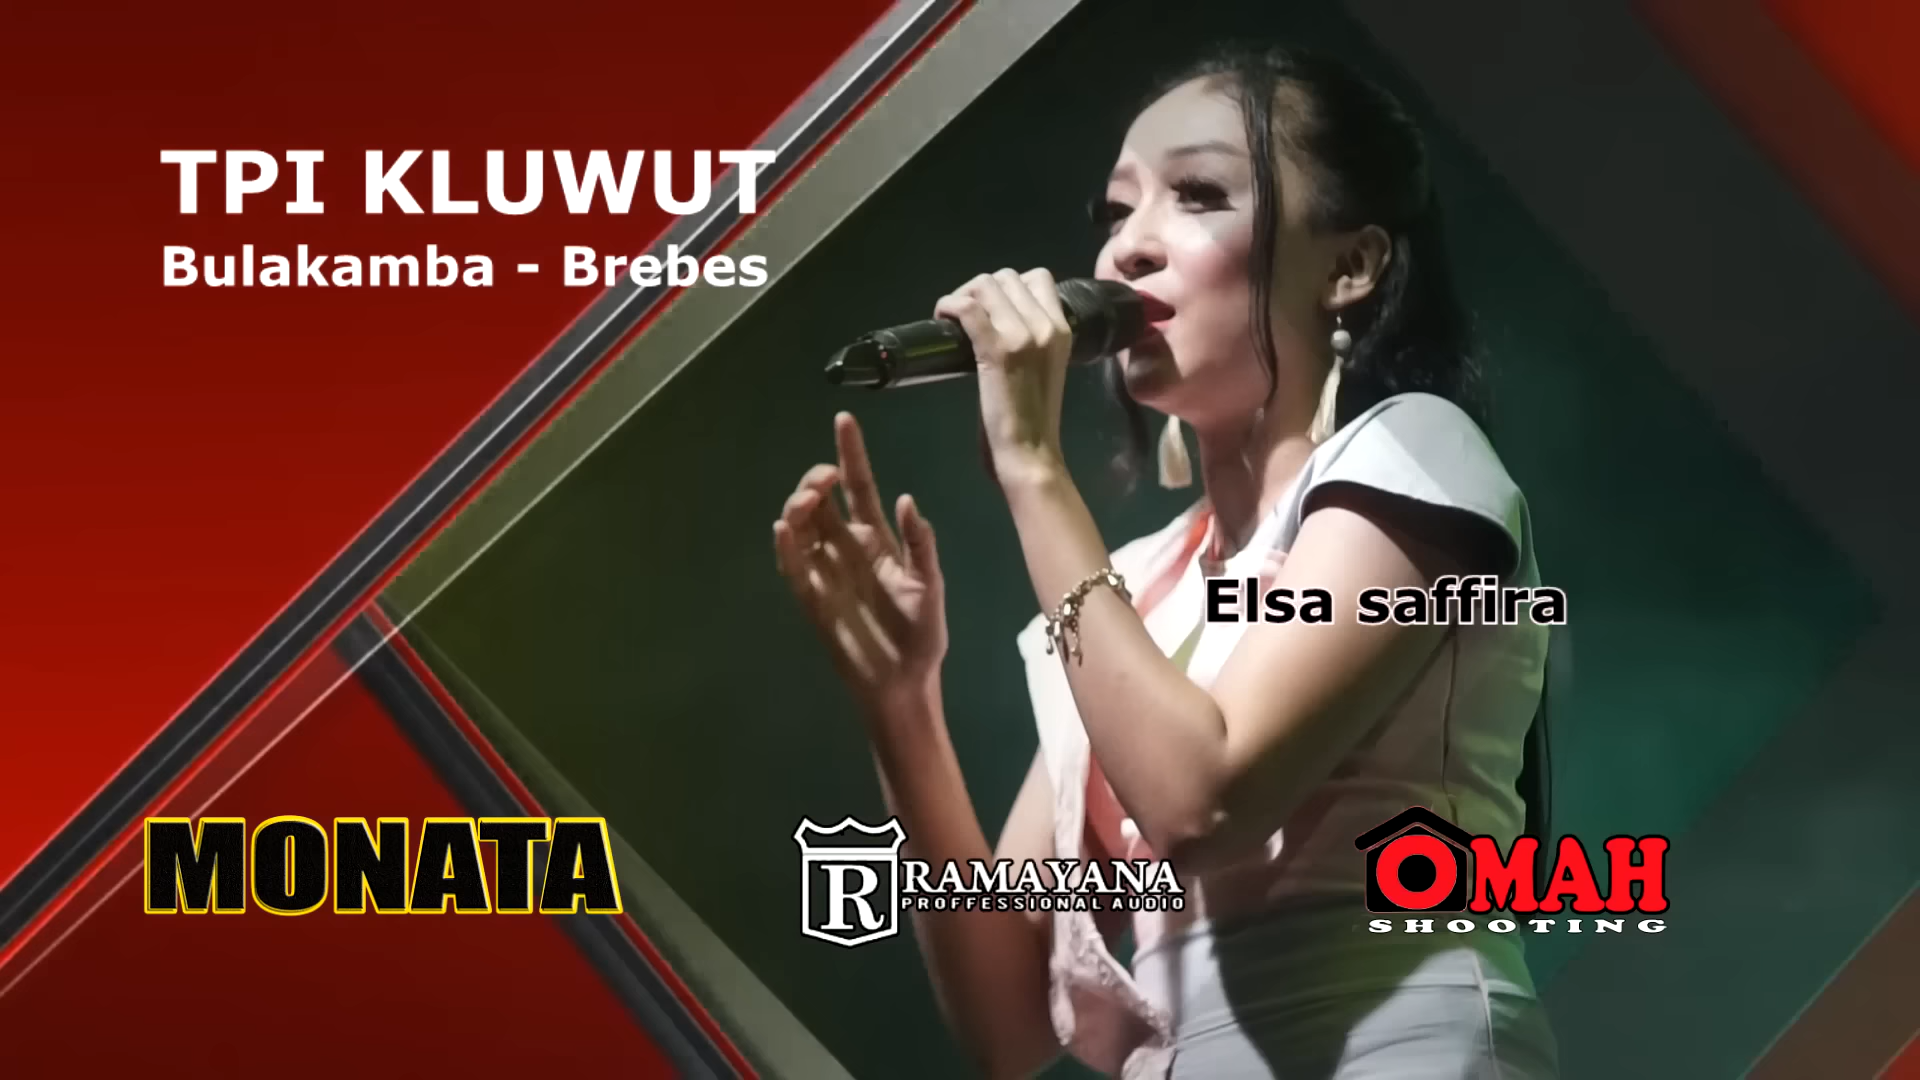 TPI KLUWUT
Bulakamba - Brebes
Elsa saffira
MONATA
R
RAMAYANA
PROFFESSIONAL AUDIO
OMAH
SHOOTING